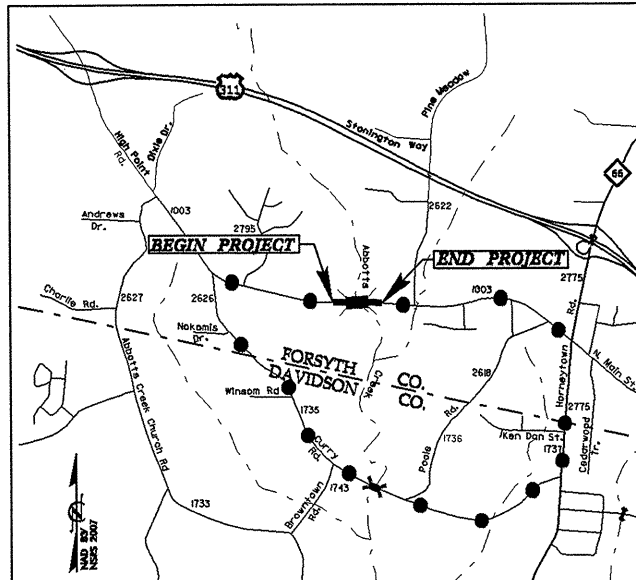 311
Pine Meadow
Stonington Way
High Point
Rd.
Dixie Dr.
66
1003
2622
Andrews
Dr.
2795
BEGIN PROJECT
Abbotts
END PROJECT
2775
Charlie Rd.
2627
2626
1003
Rd.
Nokomis
Dr.
N. Main St.
FORSYTH
DAVIDSON
CO.
CO.
Creek
2618
Horneytown
Abbotts Creek Church Rd
Winsom Rd
1735
Poole Rd.
1736
2775
Ken Dan St.
1737
Cedarwood
Tr.
Curry
Rd.
1743
1733
Browntown
Rd.
NAD 83/
NSRS 2007